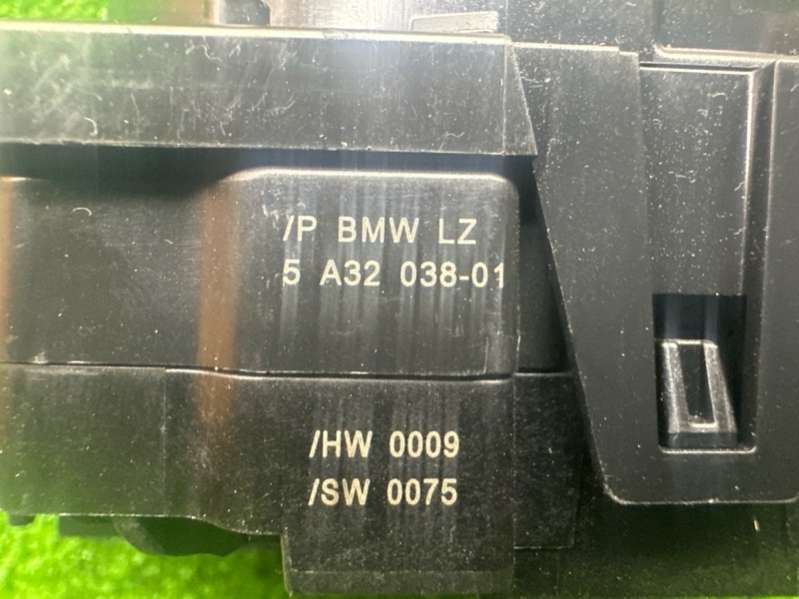 /P BMW LZ
5 A32 038-01
/HW 0009
/SW 0075